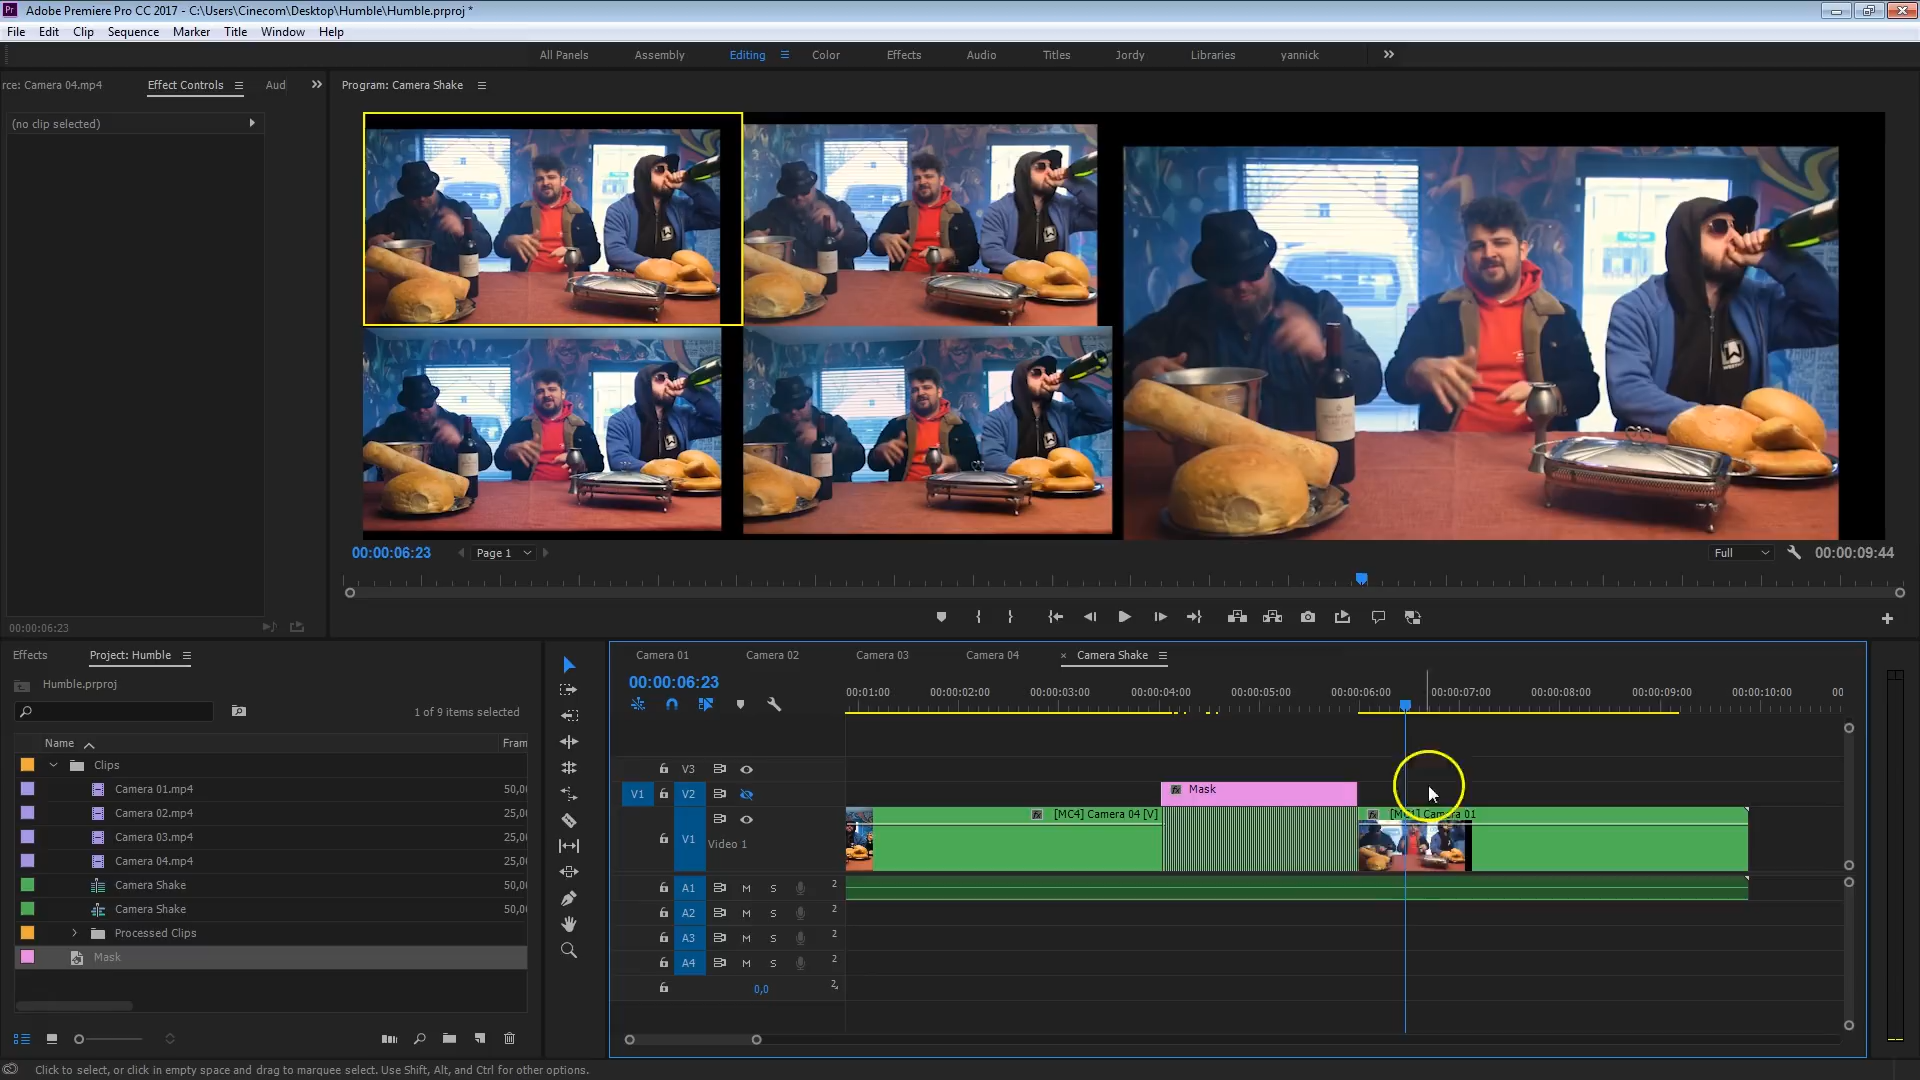 Adobe Premiere Pro CC 2017 - C:\Users\Cinecom\Desktop\Humble\Humble.prproj *
File Edit Clip Sequence Marker Title Window Help
All Panels Assembly Editing Color Effects Audio Titles Jordy Libraries yannick
rce: Camera 04.mp4 Effect Controls Aud
Program: Camera Shake
(no clip selected)
00:00:06:23
00:00:06:23 Page 1 Full 00:00:09:44
Effects Project: Humble
Humble.prproj
1 of 9 items selected
Name Fram
Clips
Camera 01.mp4 50,0
Camera 02.mp4 25,0
Camera 03.mp4 25,0
Camera 04.mp4 25,0
Camera Shake 50,0
Camera Shake 50,0
Processed Clips
Mask
Camera 01 Camera 02 Camera 03 Camera 04 × Camera Shake
00:00:06:23
00:01:00 00:00:02:00 00:00:03:00 00:00:04:00 00:00:05:00 00:00:06:00 00:00:07:00 00:00:08:00 00:00:09:00 00:00:10:00 00
V3
V1 V2 Mask
[MC4] Camera 04 [V] Camera 01
V1 Video 1
A1 M S 2
A2 M S 2
A3 M S 2
A4 M S 2
0,0 2
Click to select, or click in empty space and drag to marquee select. Use Shift, Alt, and Ctrl for other options.